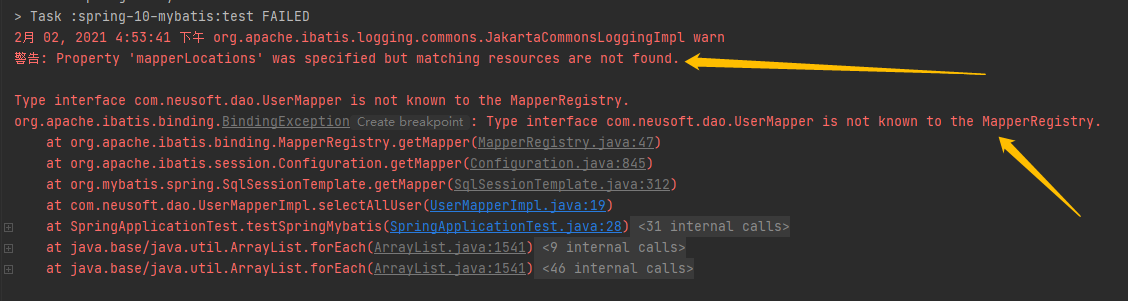 > Task :spring-10-mybatis:test FAILED
2月 02, 2021 4:53:41 下午 org.apache.ibatis.logging.commons.JakartaCommonsLoggingImpl warn
警告: Property 'mapperLocations' was specified but matching resources are not found.
Type interface com.neusoft.dao.UserMapper is not known to the MapperRegistry.
org.apache.ibatis.binding.BindingException Create breakpoint : Type interface com.neusoft.dao.UserMapper is not known to the MapperRegistry.
at org.apache.ibatis.binding.MapperRegistry.getMapper(MapperRegistry.java:47)
at org.apache.ibatis.session.Configuration.getMapper(Configuration.java:845)
at org.mybatis.spring.SqlSessionTemplate.getMapper(SqlSessionTemplate.java:312)
at com.neusoft.dao.UserMapperImpl.selectAllUser(UserMapperImpl.java:19)
at SpringApplicationTest.testSpringMybatis(SpringApplicationTest.java:28) <31 internal calls>
at java.base/java.util.ArrayList.forEach(ArrayList.java:1541) <9 internal calls>
at java.base/java.util.ArrayList.forEach(ArrayList.java:1541) <46 internal calls>